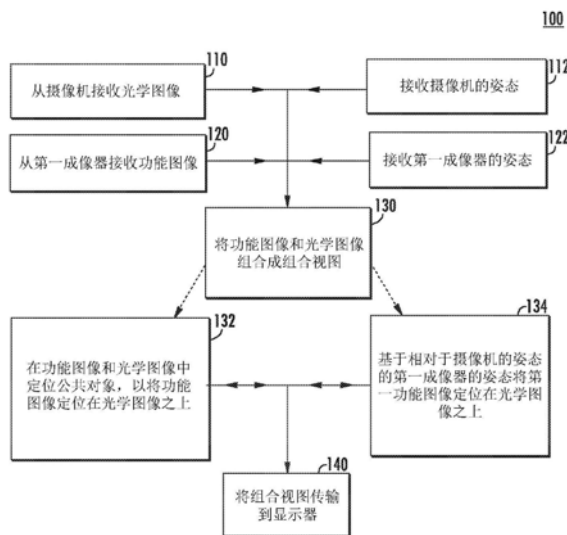 100
110
从摄像机接收光学图像
112
接收摄像机的姿态
120
从第一成像器接收功能图像
122
接收第一成像器的姿态
130
将功能图像和光学图像
组合成组合视图
132
在功能图像和光学图像中
定位公共对象，以将功能
图像定位在光学图像之上
134
基于相对于摄像机的姿态
的第一成像器的姿态将第
一功能图像定位在光学图
像之上
140
将组合视图传输
到显示器